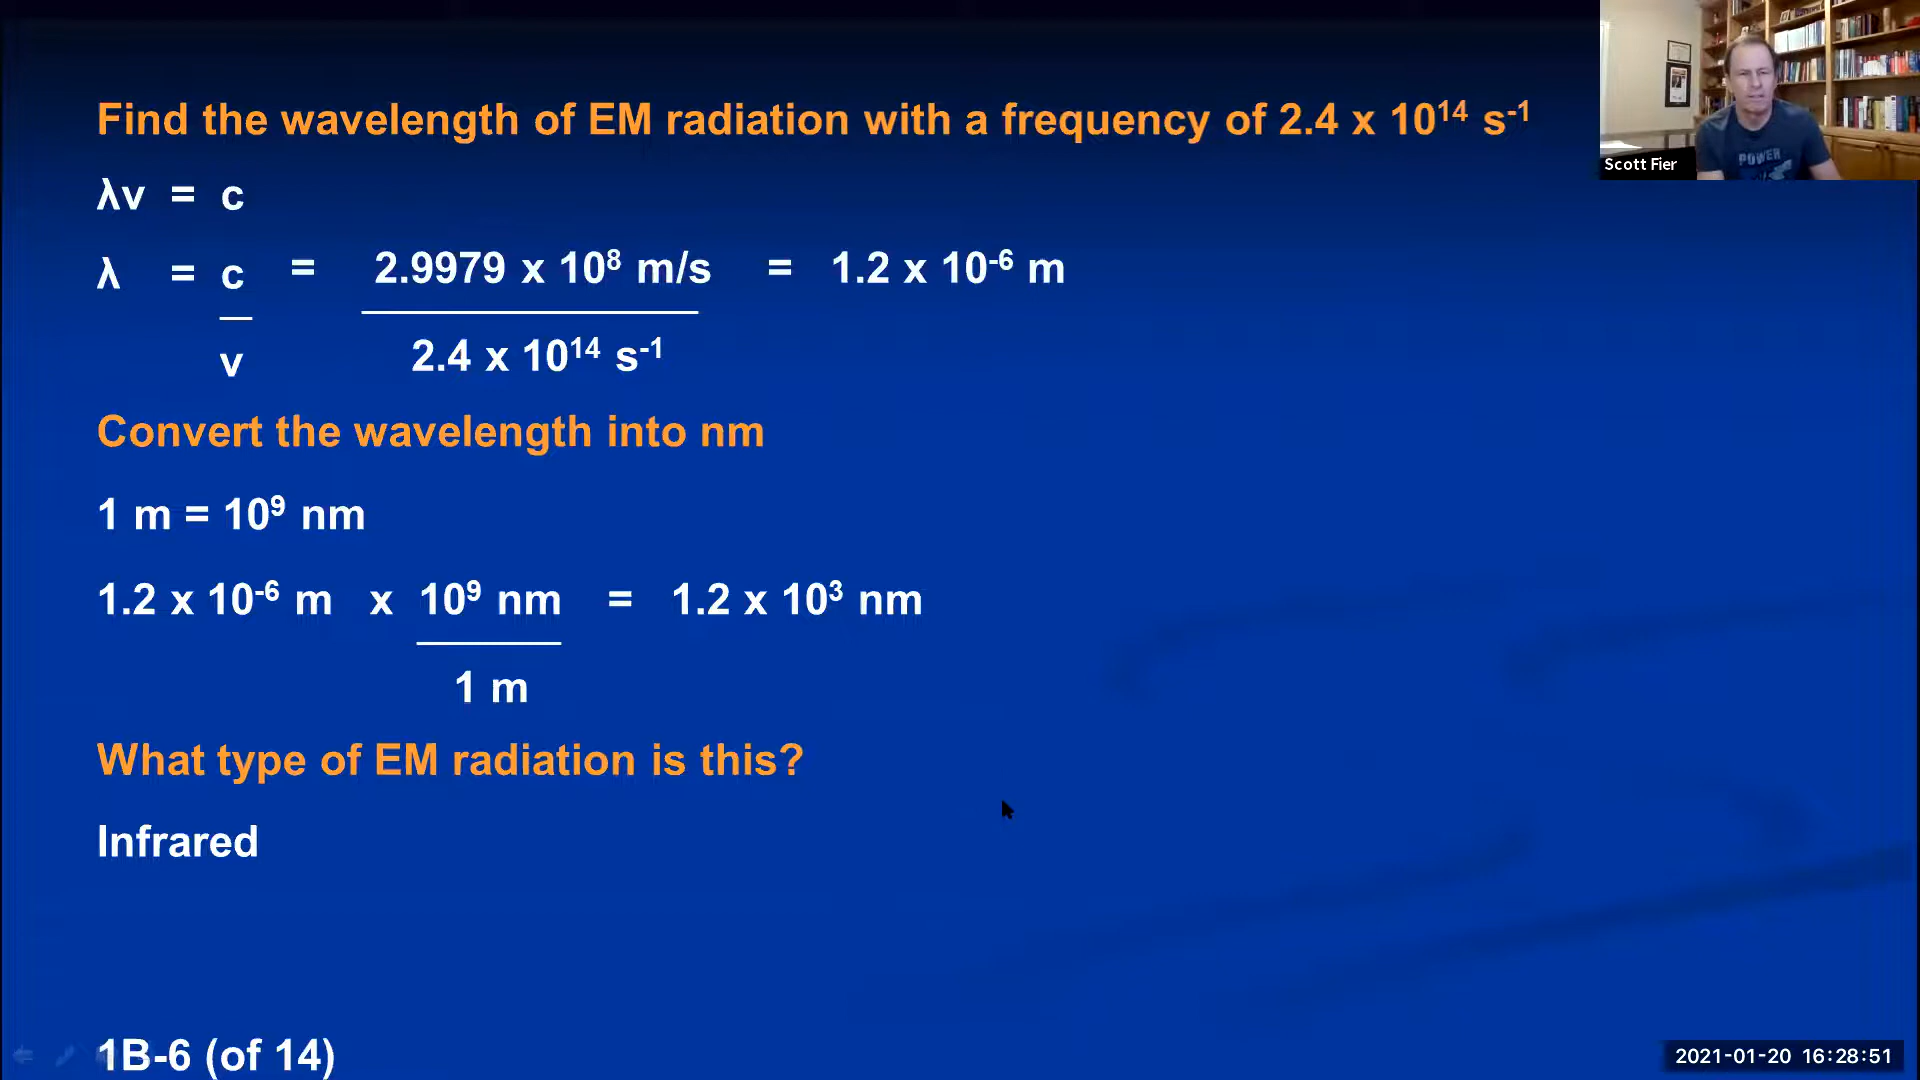 Find the wavelength of EM radiation with a frequency of 2.4 x 10¹⁴ s⁻¹
λv = c
λ = c = 2.9979 x 10⁸ m/s = 1.2 x 10⁻⁶ m
v 2.4 x 10¹⁴ s⁻¹
Convert the wavelength into nm
1 m = 10⁹ nm
1.2 x 10⁻⁶ m x 10⁹ nm = 1.2 x 10³ nm
1 m
What type of EM radiation is this?
Infrared
1B-6 (of 14)
Scott Fier
POWER
2021-01-20 16:28:51